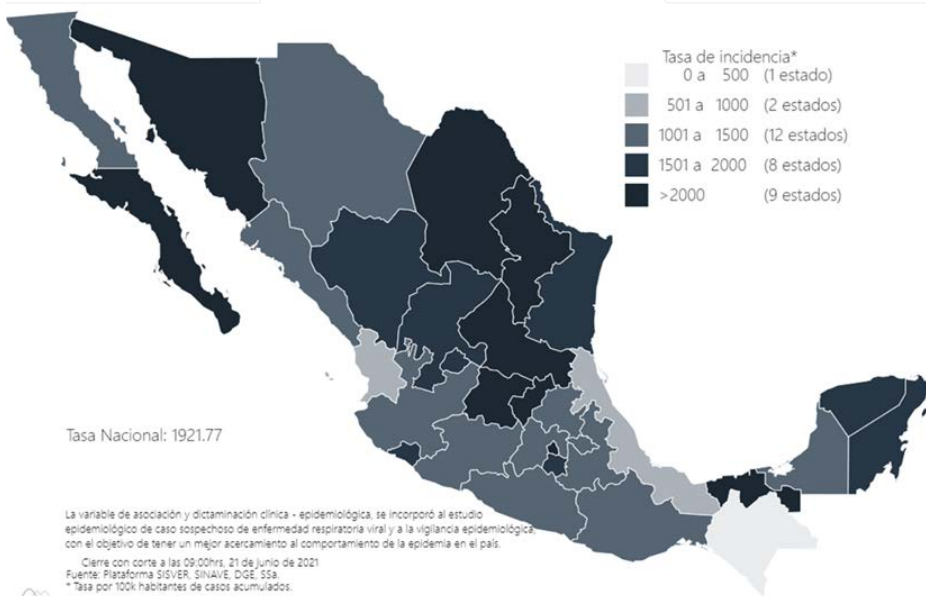 Tasa de incidencia*
0 a 500 (1 estado)
501 a 1000 (2 estados)
1001 a 1500 (12 estados)
1501 a 2000 (8 estados)
>2000 (9 estados)
Tasa Nacional: 1921.77
La variable de asociación y dictaminación clínica - epidemiológica, se incorporó al estudio
epidemiológico de caso sospechoso de enfermedad respiratoria viral y a la vigilancia epidemiológica,
con el objetivo de tener un mejor acercamiento al comportamiento de la epidemia en el país.
Cierre con corte a las 09:00hrs, 21 de junio de 2021
Fuente: Plataforma SISVER, SINAVE, DGE, SSa.
* Tasa por 100k habitantes de casos acumulados.